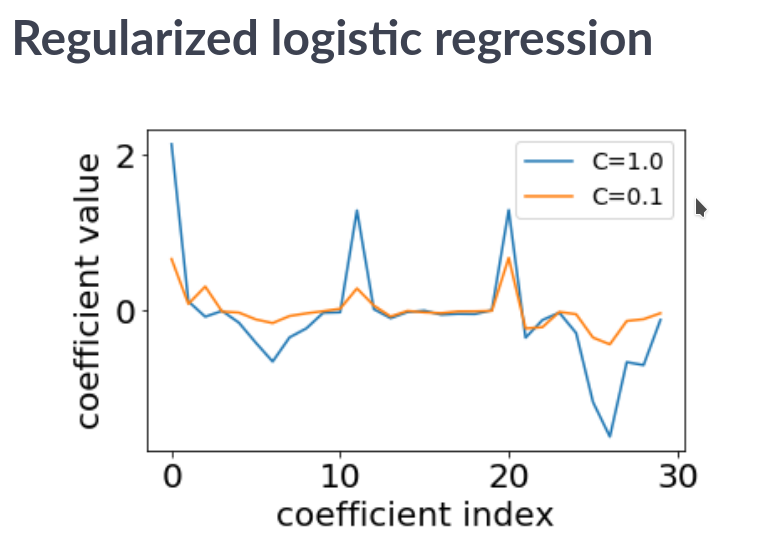 Regularized logistic regression
C=1.0
C=0.1
coefficient value
2
0
0 10 20 30
coefficient index